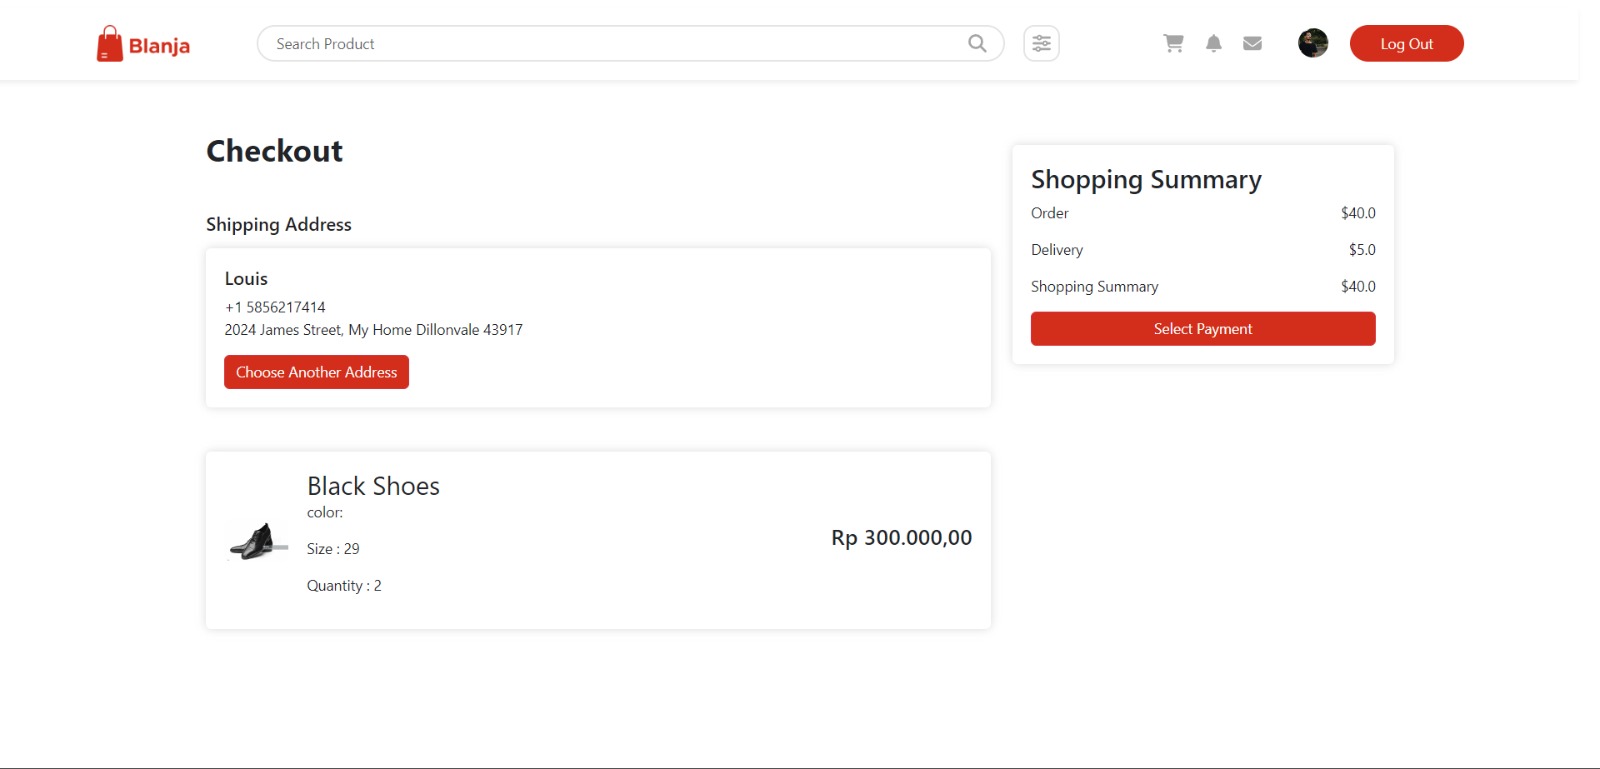 Blanja
Search Product
Log Out
Checkout
Shipping Address
Louis
+1 5856217414
2024 James Street, My Home Dillonvale 43917
Choose Another Address
Black Shoes
color:
Size : 29
Quantity : 2
Rp 300.000,00
Shopping Summary
Order $40.0
Delivery $5.0
Shopping Summary $40.0
Select Payment